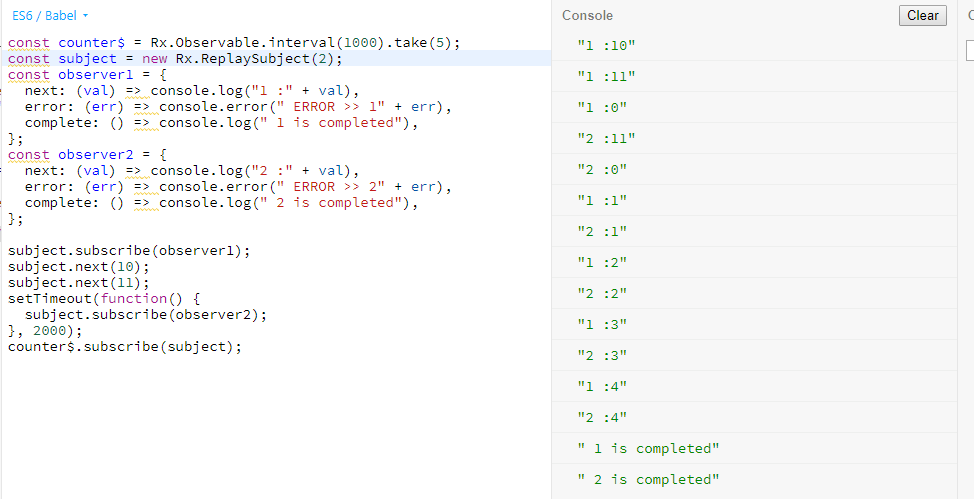 ES6 / Babel
const counter$ = Rx.Observable.interval(1000).take(5);
const subject = new Rx.ReplaySubject(2);
const observer1 = {
  next: (val) => console.log("1 :" + val),
  error: (err) => console.error(" ERROR >> 1" + err),
  complete: () => console.log(" 1 is completed"),
};
const observer2 = {
  next: (val) => console.log("2 :" + val),
  error: (err) => console.error(" ERROR >> 2" + err),
  complete: () => console.log(" 2 is completed"),
};
subject.subscribe(observer1);
subject.next(10);
subject.next(11);
setTimeout(function() {
  subject.subscribe(observer2);
}, 2000);
counter$.subscribe(subject);
Console
Clear
"1 :10"
"1 :11"
"1 :0"
"2 :11"
"2 :0"
"1 :1"
"2 :1"
"1 :2"
"2 :2"
"1 :3"
"2 :3"
"1 :4"
"2 :4"
" 1 is completed"
" 2 is completed"